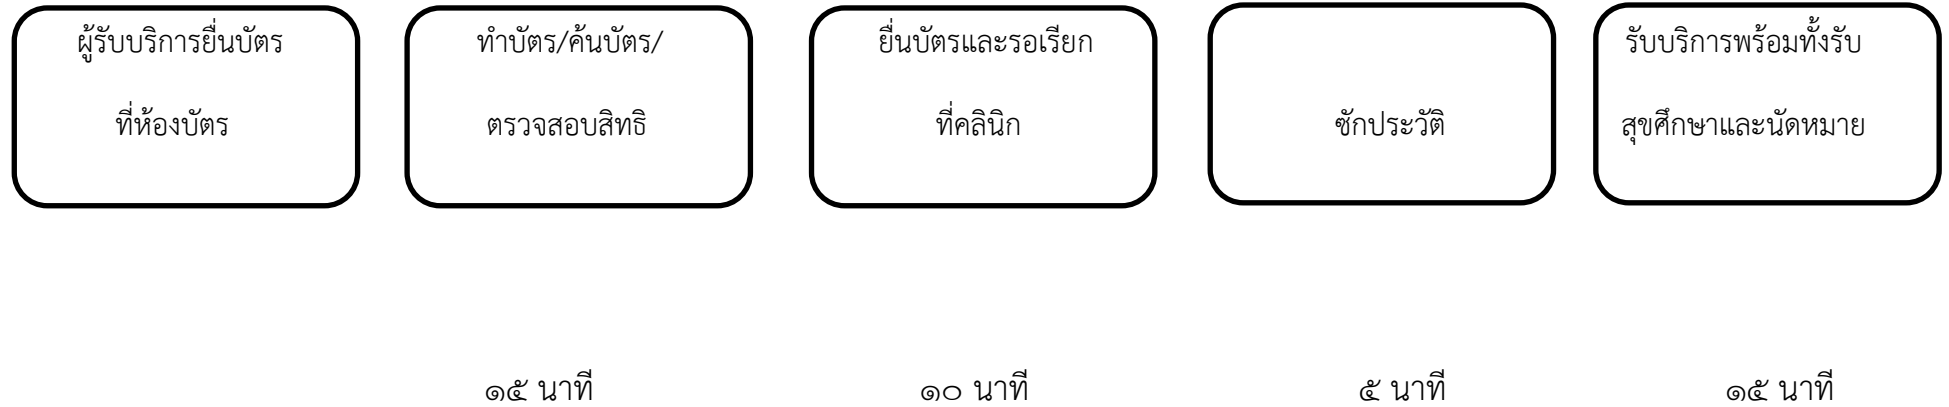 ผู้รับบริการยื่นบัตร
ที่ห้องบัตร
ทำบัตร/ค้นบัตร/
ตรวจสอบสิทธิ
ยื่นบัตรและรอเรียก
ที่คลินิก
ซักประวัติ
รับบริการพร้อมทั้งรับ
สุขศึกษาและนัดหมาย
๑๕ นาที
๑๐ นาที
๕ นาที
๑๕ นาที